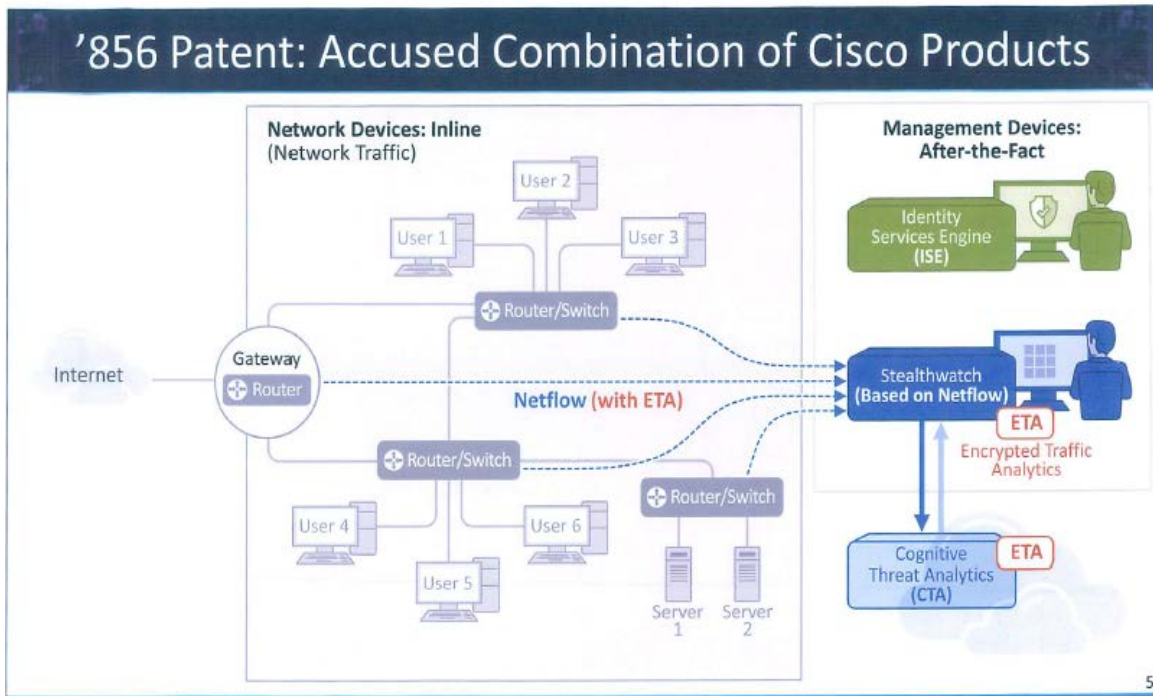 ’856 Patent: Accused Combination of Cisco Products
Network Devices: Inline
(Network Traffic)
User 2
User 1
User 3
Router/Switch
Internet
Gateway
Router
Netflow (with ETA)
Router/Switch
Router/Switch
User 4
User 6
User 5
Server
1
Server
2
Management Devices:
After-the-Fact
Identity
Services Engine
(ISE)
Stealthwatch
(Based on Netflow)
ETA
Encrypted Traffic
Analytics
ETA
Cognitive
Threat Analytics
(CTA)
5